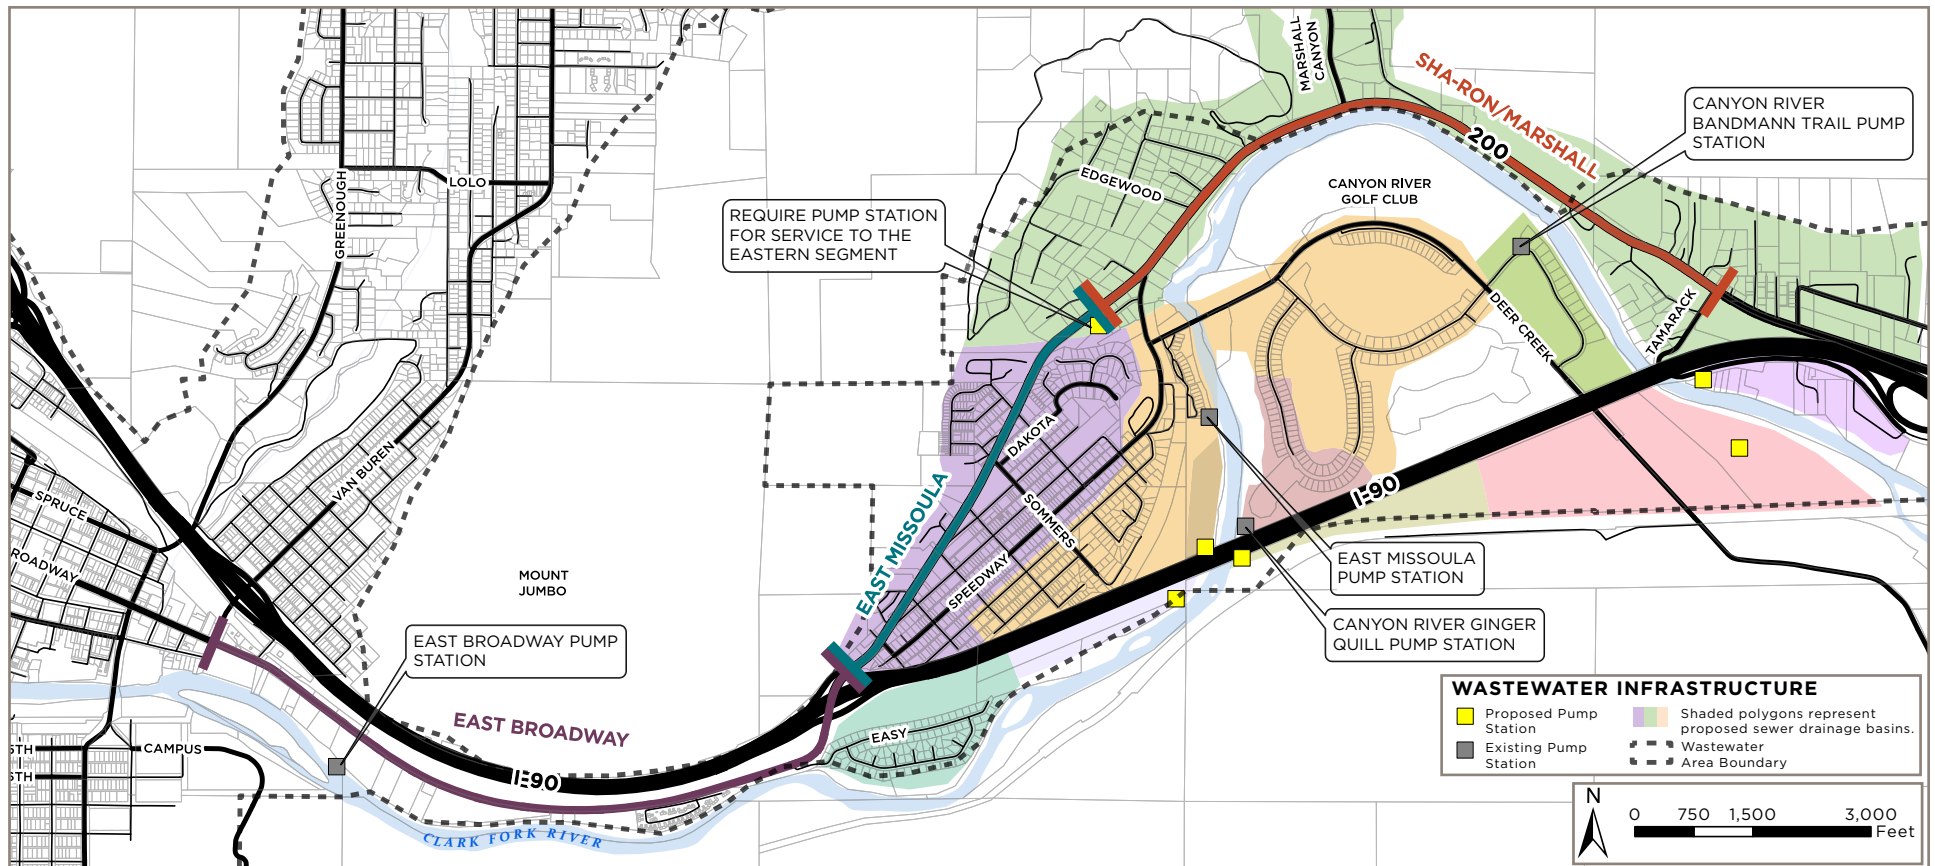 MARSHALL
CANYON
SHA-RON/MARSHALL
200
CANYON RIVER
BANDMANN TRAIL PUMP
STATION
GREENOUGH
LOLO
EDGEWOOD
CANYON RIVER
GOLF CLUB
REQUIRE PUMP STATION
FOR SERVICE TO THE
EASTERN SEGMENT
DEER CREEK
TAMARACK
DAKOTA
VAN BUREN
SPRUCE
ROADWAY
EAST MISSOULA
SOMMERS
SPEEDWAY
I-90
MOUNT
JUMBO
EAST MISSOULA
PUMP STATION
CANYON RIVER GINGER
QUILL PUMP STATION
EAST BROADWAY PUMP
STATION
EAST BROADWAY
EASY
5TH
CAMPUS
5TH
I-90
CLARK FORK RIVER
WASTEWATER INFRASTRUCTURE
Proposed Pump
Station
Existing Pump
Station
Shaded polygons represent
proposed sewer drainage basins.
Wastewater
Area Boundary
N
0 750 1,500 3,000
Feet